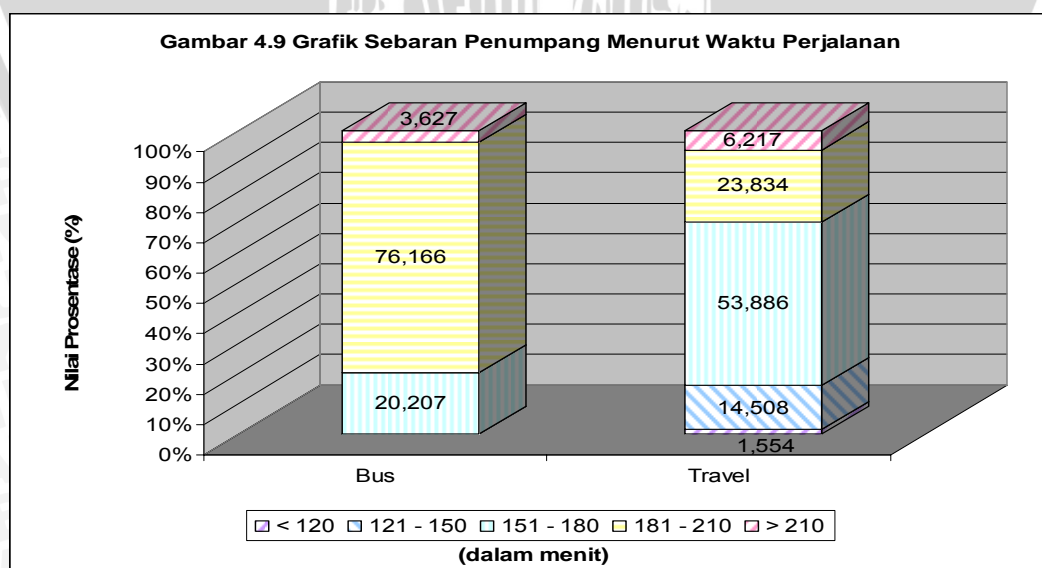 Gambar 4.9 Grafik Sebaran Penumpang Menurut Waktu Perjalanan
Nilai Prosentase (%)
100%
90%
80%
70%
60%
50%
40%
30%
20%
10%
0%
3,627
76,166
20,207
6,217
23,834
53,886
14,508
1,554
Bus
Travel
< 120
121 - 150
151 - 180
181 - 210
> 210
(dalam menit)